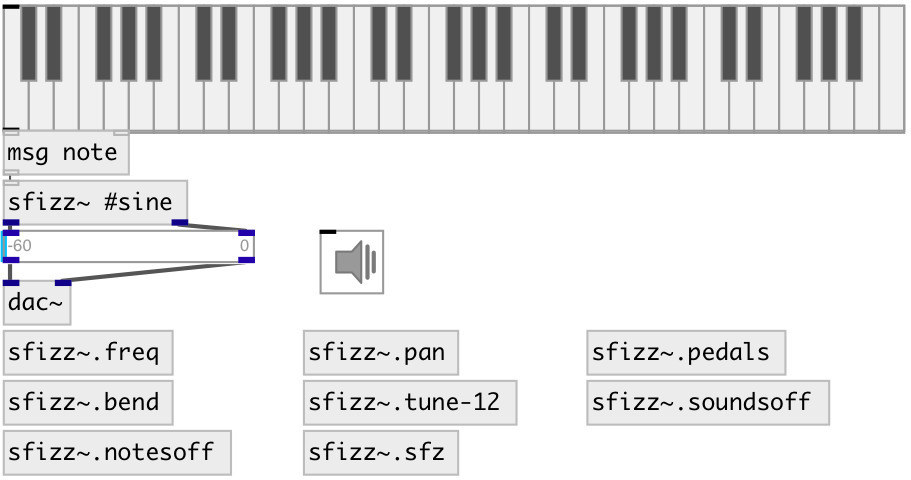 msg note
sfizz~ #sine
-60 0
dac~
sfizz~.freq sfizz~.pan sfizz~.pedals
sfizz~.bend sfizz~.tune-12 sfizz~.soundsoff
sfizz~.notesoff sfizz~.sfz